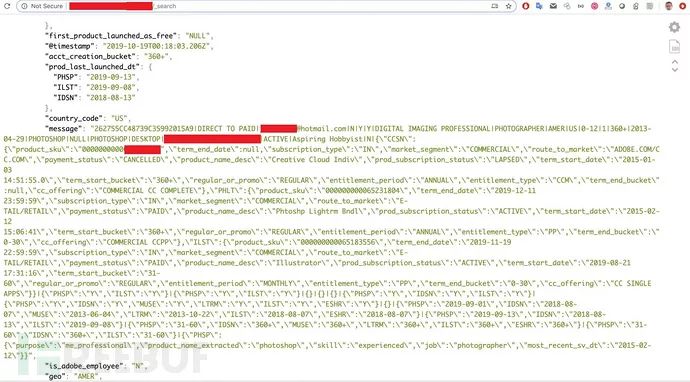 Not Secure
_search
},
"first_product_launched_as_free": "NULL",
"@timestamp": "2019-10-19T00:18:03.206Z",
"acct_creation_bucket": "360+",
"prod_last_launched_dt": {
"PHSP": "2019-09-13",
"ILST": "2019-09-08",
"IDSN": "2018-08-13"
},
"country_code": "US",
"message": "262755CC48739C35992015A9|DIRECT TO PAID|@hotmail.com|N|Y|Y|DIGITAL IMAGING PROFESSIONAL|PHOTOGRAPHER|AMER|US|0-12|1|360+|2013-
04-29|PHOTOSHOP|NULL|PHOTOSHOP|DESKTOP|ACTIVE|Aspiring Hobbyist|N|{\"CCSN\":
{\"product_sku\":\"0000000000\",\"term_end_date\":null,\"subscription_type\":\"IN\",\"market_segment\":\"COMMERCIAL\",\"route_to_market\":\"ADOBE.COM/C
C.COM\",\"payment_status\":\"CANCELLED\",\"product_name_desc\":\"Creative Cloud Indiv\",\"prod_subscription_status\":\"LAPSED\",\"term_start_date\":\"2015-01-
03
14:51:55.0\",\"term_start_bucket\":\"360+\",\"regular_or_promo\":\"REGULAR\",\"entitlement_period\":\"ANNUAL\",\"entitlement_type\":\"CCM\",\"term_end_bucket\"
:null,\"cc_offering\":\"COMMERCIAL CC COMPLETE\"},\"PHLT\":{\"product_sku\":\"000000000065231804\",\"term_end_date\":\"2019-12-11
23:59:59\",\"subscription_type\":\"IN\",\"market_segment\":\"COMMERCIAL\",\"route_to_market\":\"E-
TAIL/RETAIL\",\"payment_status\":\"PAID\",\"product_name_desc\":\"Phtoshp Lightrm Bndl\",\"prod_subscription_status\":\"ACTIVE\",\"term_start_date\":\"2015-02-
12
15:06:41\",\"term_start_bucket\":\"360+\",\"regular_or_promo\":\"REGULAR\",\"entitlement_period\":\"ANNUAL\",\"entitlement_type\":\"PP\",\"term_end_bucket\":
\"0-30\",\"cc_offering\":\"COMMERCIAL CCPP\"},\"ILST\":{\"product_sku\":\"000000000065183556\",\"term_end_date\":\"2019-11-19
22:59:59\",\"subscription_type\":\"IN\",\"market_segment\":\"COMMERCIAL\",\"route_to_market\":\"E-
TAIL/RETAIL\",\"payment_status\":\"PAID\",\"product_name_desc\":\"Illustrator\",\"prod_subscription_status\":\"ACTIVE\",\"term_start_date\":\"2019-08-21
17:31:16\",\"term_start_bucket\":\"31-
60\",\"regular_or_promo\":\"REGULAR\",\"entitlement_period\":\"MONTHLY\",\"entitlement_type\":\"PP\",\"term_end_bucket\":\"0-30\",\"cc_offering\":\"CC SINGLE
APPS\"}}|{\"PHSP\":\"Y\",\"ILST\":\"Y\"}|{\"PHSP\":\"Y\",\"ILST\":\"Y\"}|{}|{}|{}|{\"PHSP\":\"Y\",\"IDSN\":\"Y\",\"ILST\":\"Y\"}|
{\"PHSP\":\"Y\",\"IDSN\":\"Y\",\"MUSE\":\"Y\",\"LTRM\":\"Y\",\"ILST\":\"Y\",\"ESHR\":\"Y\"}|{}|{\"PHSP\":\"2019-09-01\",\"IDSN\":\"2018-08-
07\",\"MUSE\":\"2013-06-04\",\"LTRM\":\"2013-10-22\",\"ILST\":\"2018-08-07\",\"ESHR\":\"2018-08-07\"}|{\"PHSP\":\"2019-09-13\",\"IDSN\":\"2018-08-
13\",\"ILST\":\"2019-09-08\"}|{\"PHSP\":\"31-60\",\"IDSN\":\"360+\",\"MUSE\":\"360+\",\"LTRM\":\"360+\",\"ILST\":\"360+\",\"ESHR\":\"360+\"}|{\"PHSP\":\"31-
60\",\"IDSN\":\"360+\",\"ILST\":\"31-60\"}|{\"PHSP\":
{\"purpose\":\"me_professional\",\"product_name_extracted\":\"photoshop\",\"skill\":\"experienced\",\"job\":\"photographer\",\"most_recent_sv_dt\":\"2015-02-
12\"}}",
"is_adobe_employee": "N",
"geo": "AMER",
REEBUF